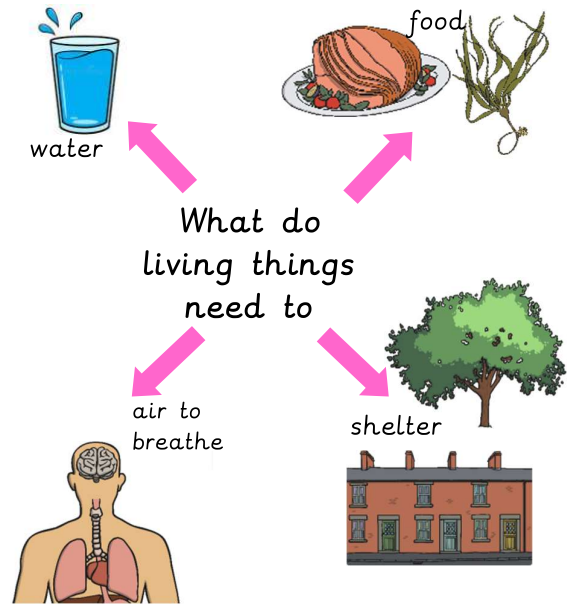 food
water
What do
living things
need to
air to
breathe
shelter